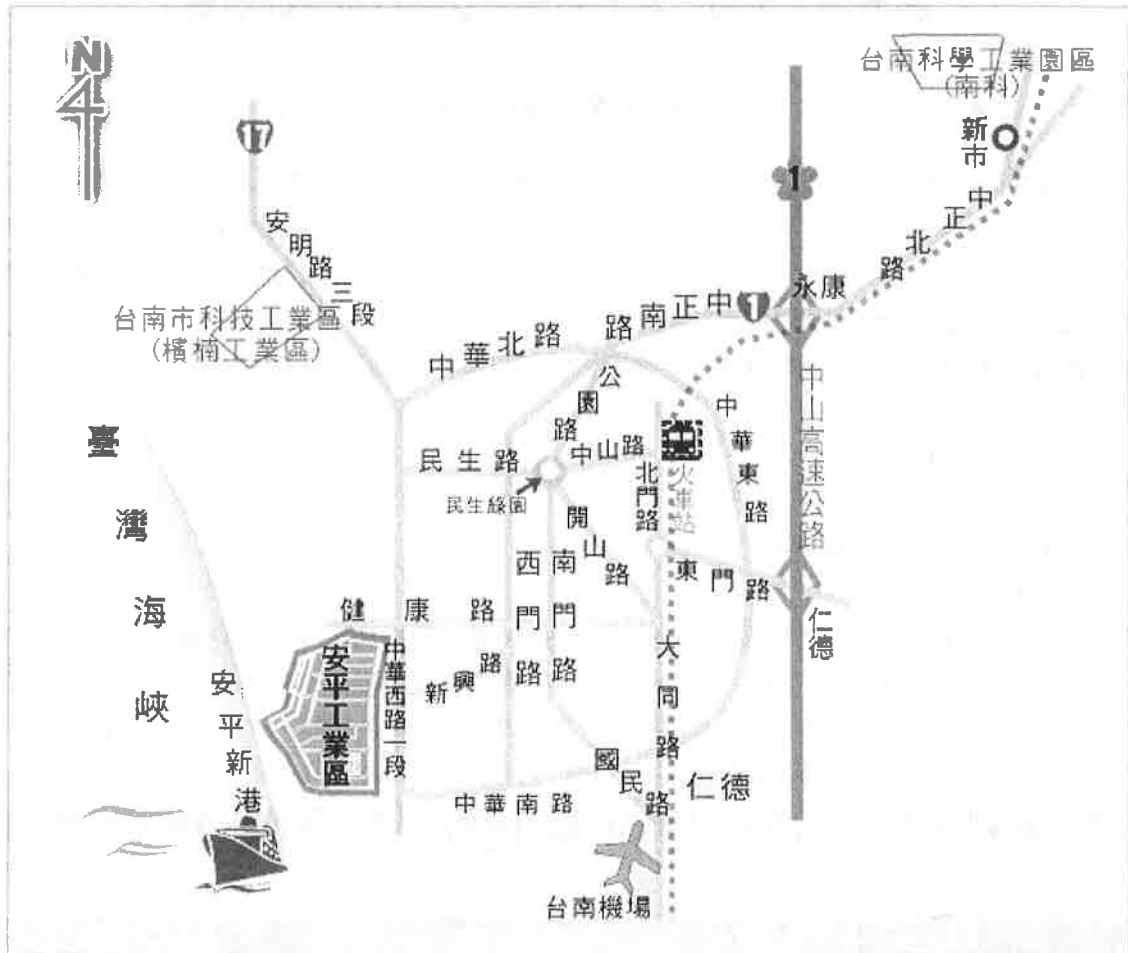 N
台南科學工業園區
(南科)
新市
17
1
安明路三段
中正北路
永康
台南市科技工業區
(檳楠工業區)
1
中正南路
中華北路
公園路
中山高速公路
中華東路
臺灣海峽
民生路
中山路
北門路
火車站
民生綠園
開山路
東門路
西門路
南門路
仁德
健康路
安平工業區
中華西路一段
新興路
大同路
安平新港
國民路
仁德
中華南路
台南機場